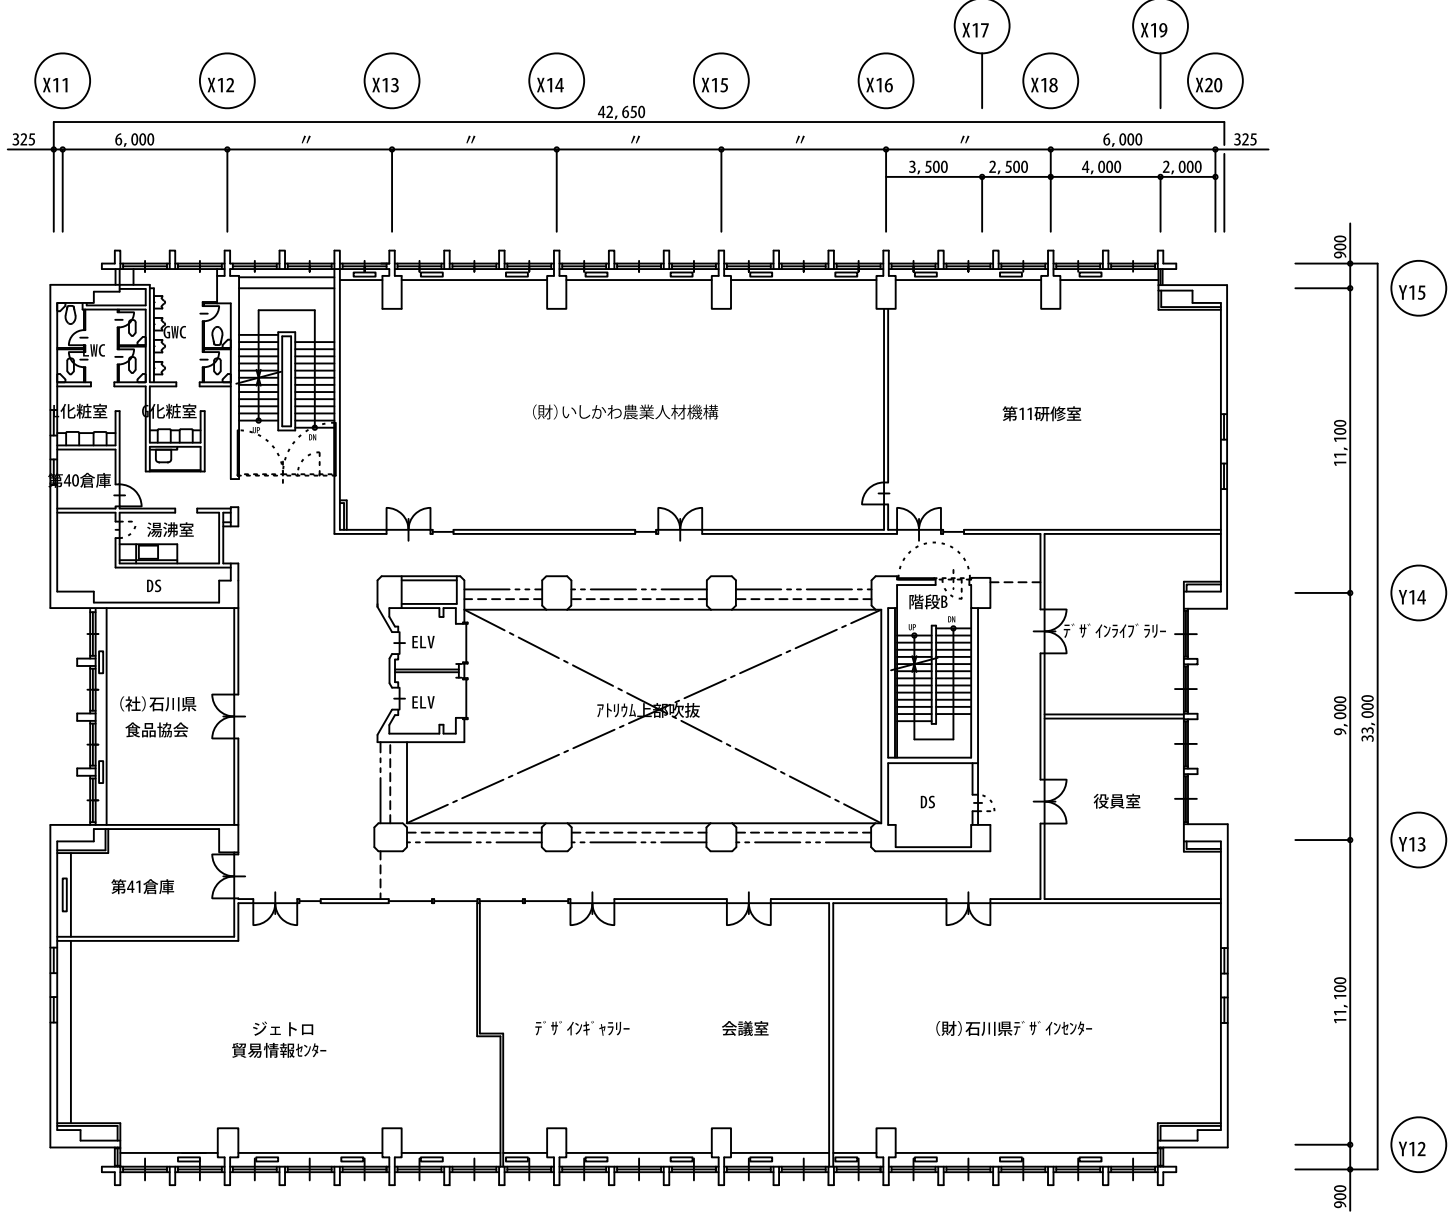 X17
X19
X11
X12
X13
X14
X15
X16
X18
X20
42,650
325
6,000
〃
〃
〃
〃
〃
6,000
325
3,500
2,500
4,000
2,000
900
Y15
GWC
LWC
L化粧室
G化粧室
UP
DN
(財)いしかわ農業人材機構
第11研修室
11,100
第40倉庫
湯沸室
DS
階段B
Y14
UP
DN
ELV
デザインライブラリー
ELV
(社)石川県
食品協会
アトリウム上部吹抜
9,000
33,000
DS
役員室
Y13
第41倉庫
11,100
ジェトロ
貿易情報センター
デザインギャラリー
会議室
(財)石川県デザインセンター
Y12
900